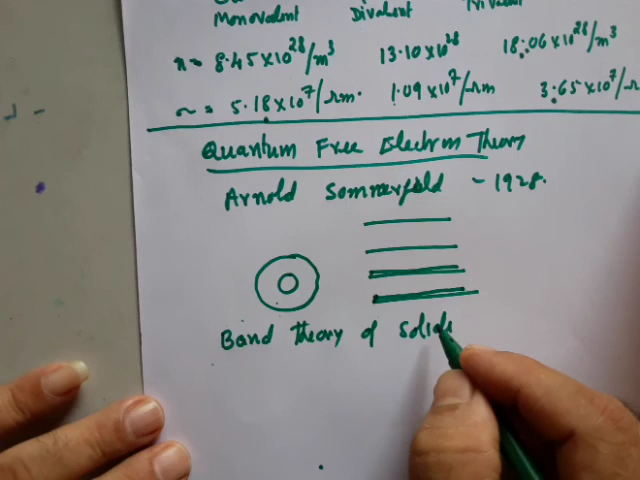 Monovalent Divalent Trivalent
n = 8.45×10²⁸/m³ 13.10×10²⁸ 18.06×10²⁸/m³
σ = 5.18×10⁷/Ωm. 1.09×10⁷/Ωm 3.65×10⁷/Ω
Quantum Free Electron Theory
Arnold Sommerfeld - 1928.
Band Theory of Solids